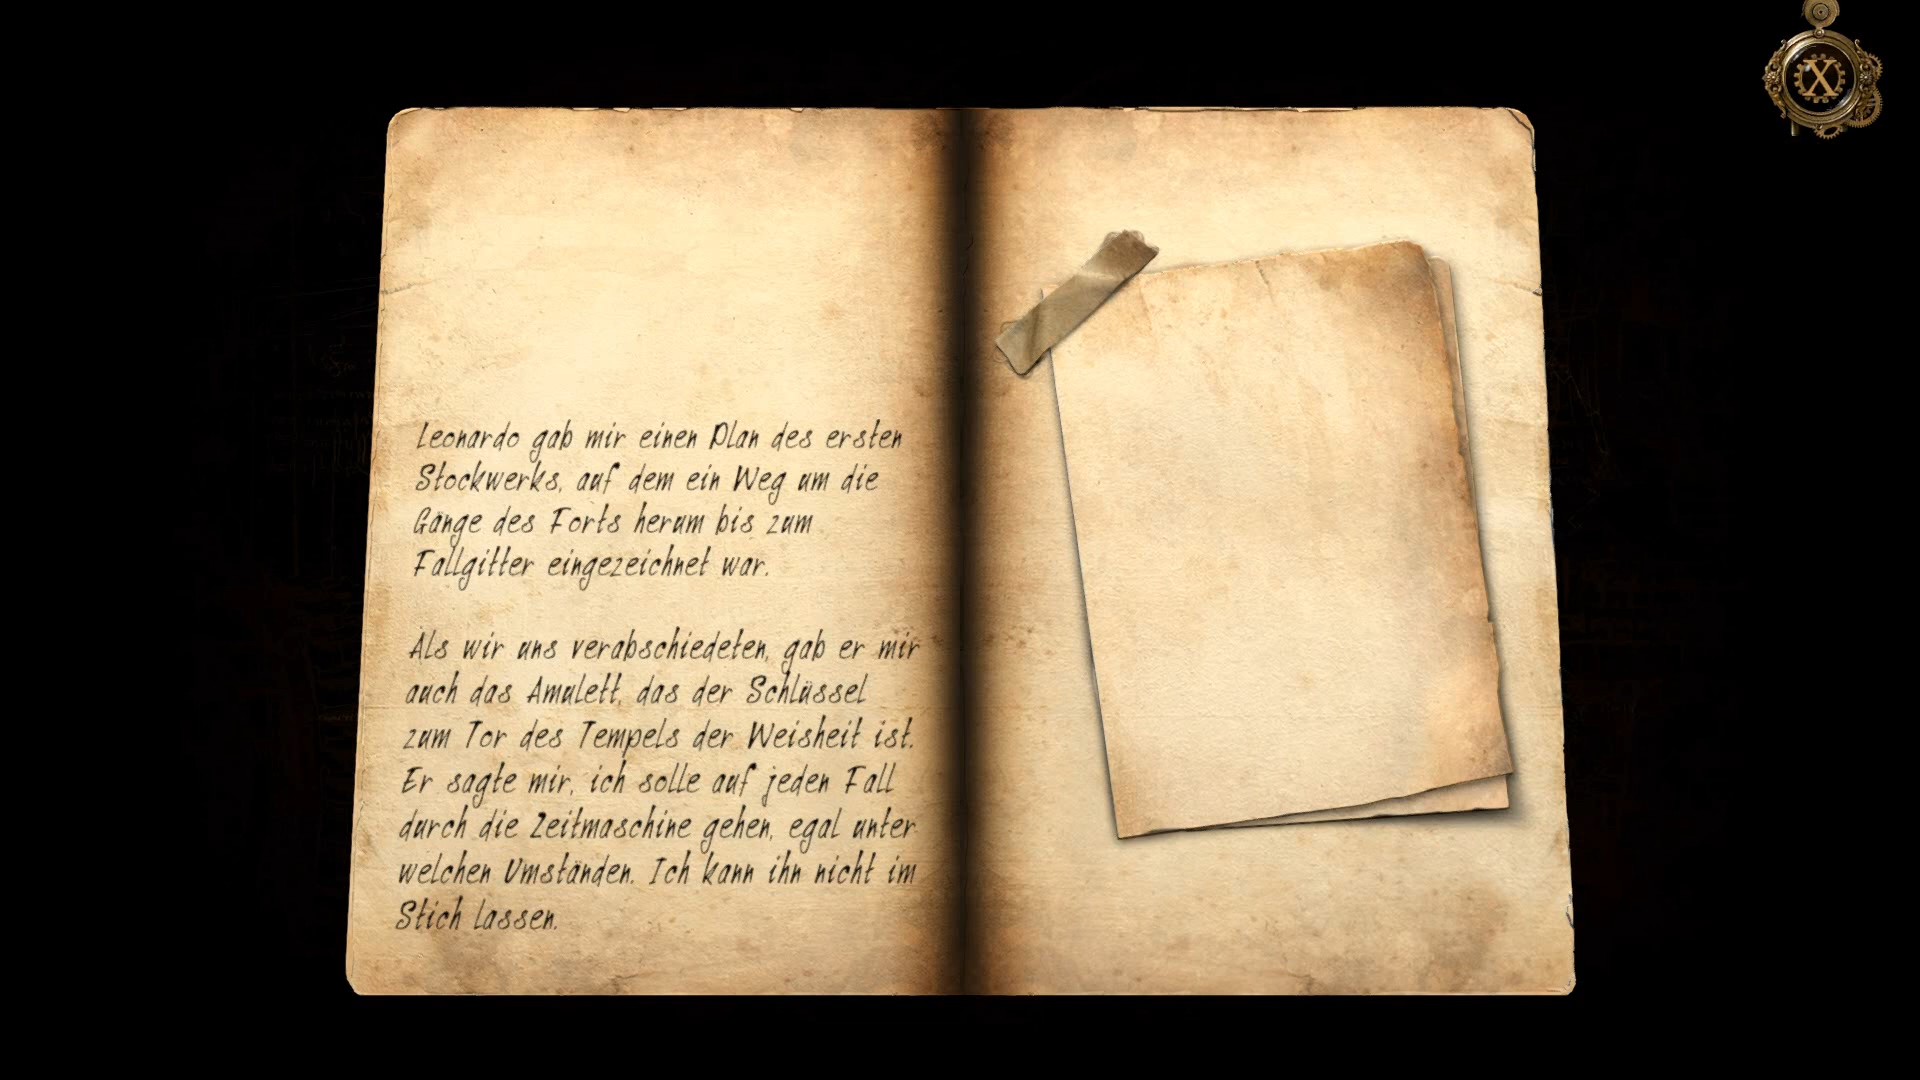 Leonardo gab mir einen Plan des ersten
Stockwerks, auf dem ein Weg um die
Gänge des Forts herum bis zum
Fallgitter eingezeichnet war.
Als wir uns verabschiedeten, gab er mir
auch das Amulett, das der Schlüssel
zum Tor des Tempels der Weisheit ist.
Er sagte mir, ich solle auf jeden Fall
durch die Zeitmaschine gehen, egal unter
welchen Umständen. Ich kann ihn nicht im
Stich lassen.
X